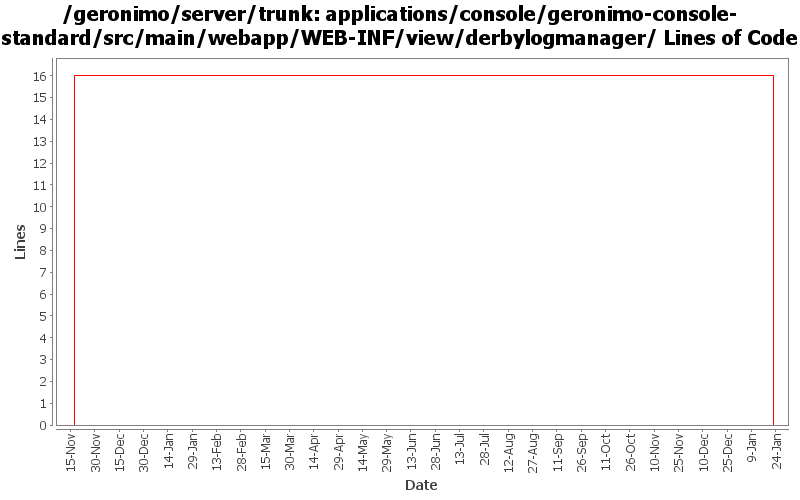 /geronimo/server/trunk: applications/console/geronimo-console-
standard/src/main/webapp/WEB-INF/view/derbylogmanager/ Lines of Code
16
15
14
13
12
11
10
9
8
7
6
5
4
3
2
1
0
Lines
15-Nov
30-Nov
15-Dec
30-Dec
14-Jan
29-Jan
13-Feb
28-Feb
15-Mar
30-Mar
14-Apr
29-Apr
14-May
29-May
13-Jun
28-Jun
13-Jul
28-Jul
12-Aug
27-Aug
11-Sep
26-Sep
11-Oct
26-Oct
10-Nov
25-Nov
10-Dec
25-Dec
9-Jan
24-Jan
Date